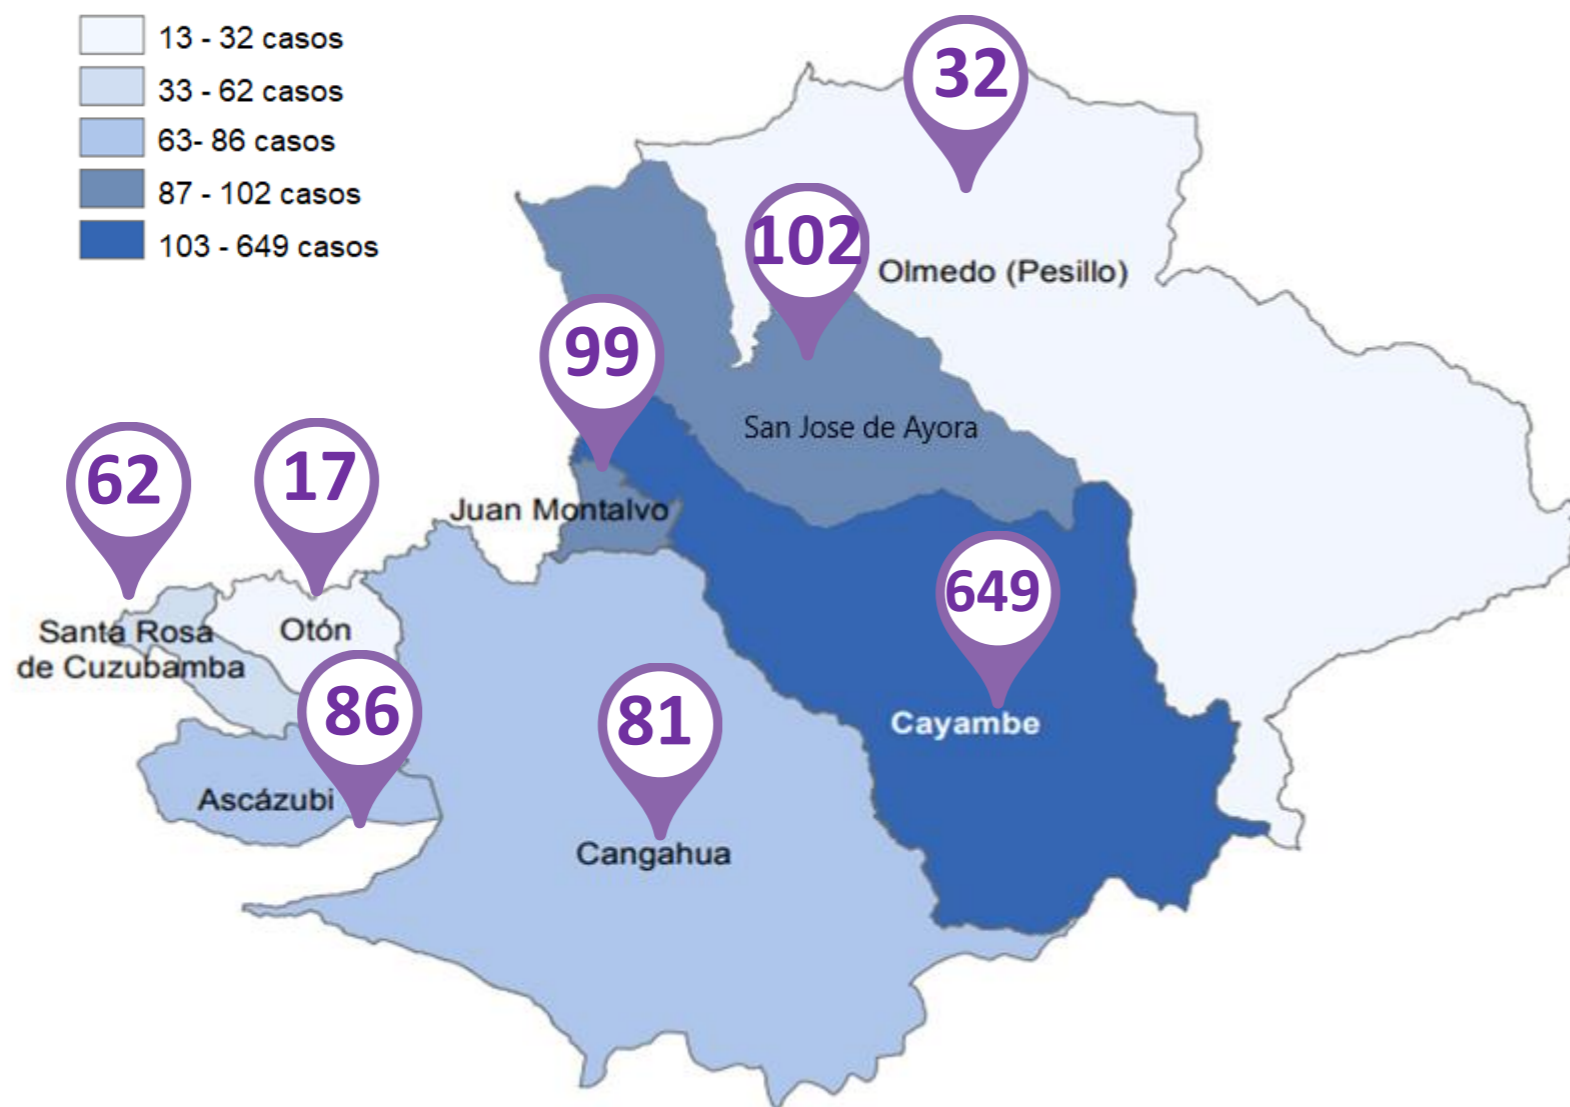 13 - 32 casos
33 - 62 casos
63- 86 casos
87 - 102 casos
103 - 649 casos
32
102
Olmedo (Pesillo)
99
San Jose de Ayora
62
17
Juan Montalvo
649
Santa Rosa
de Cuzubamba
Otón
86
81
Cayambe
Ascázubi
Cangahua